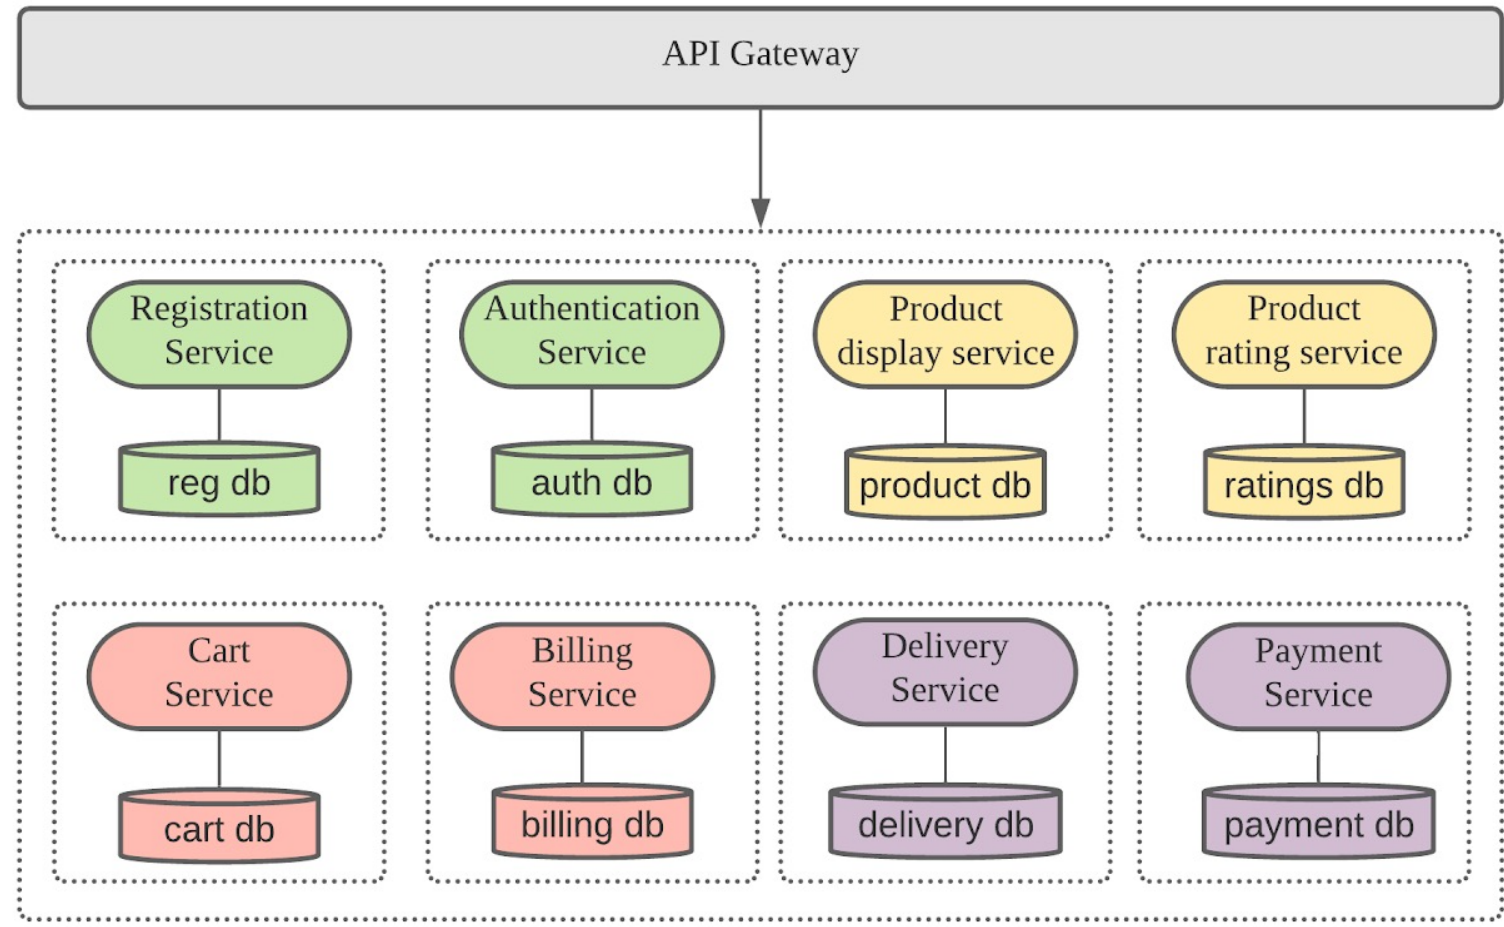 API Gateway
Registration
Service
Authentication
Service
Product
display service
Product
rating service
reg db
auth db
product db
ratings db
Cart
Service
Billing
Service
Delivery
Service
Payment
Service
cart db
billing db
delivery db
payment db